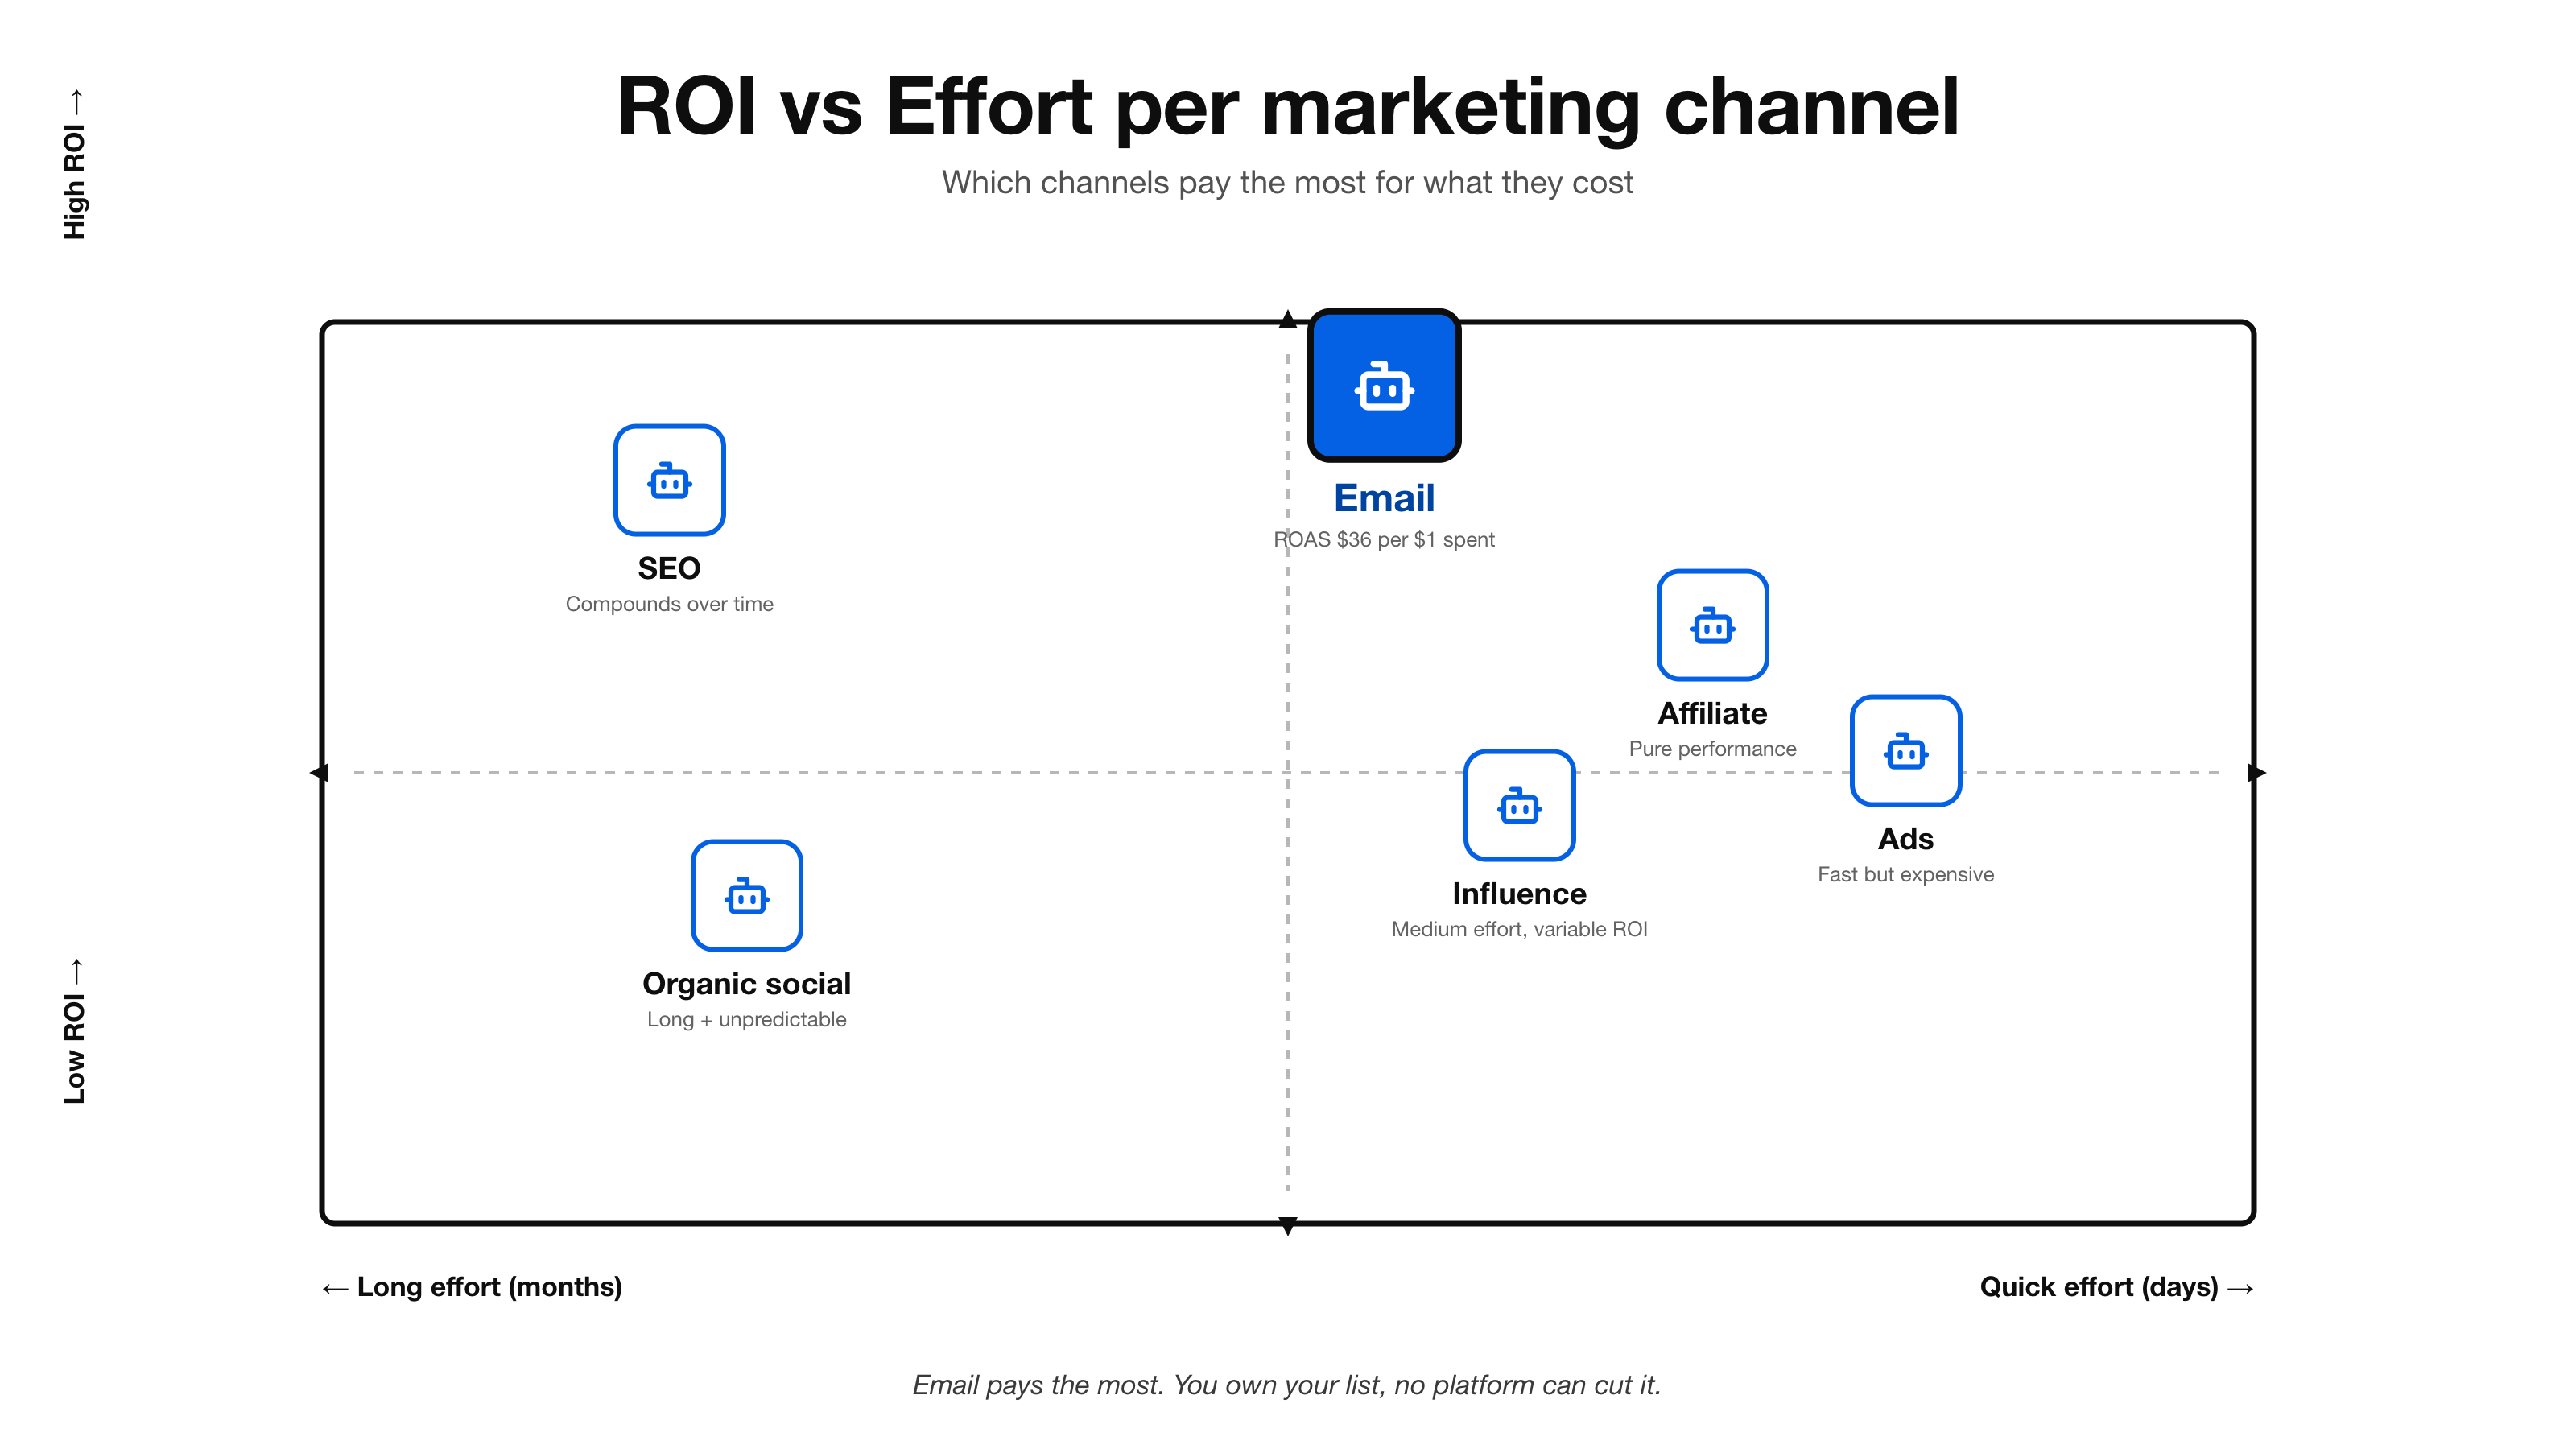 ROI vs Effort per marketing channel
Which channels pay the most for what they cost
High ROI →
Email
ROAS $36 per $1 spent
SEO
Compounds over time
Affiliate
Pure performance
Ads
Fast but expensive
Influence
Medium effort, variable ROI
Organic social
Long + unpredictable
Low ROI →
← Long effort (months)
Quick effort (days) →
Email pays the most. You own your list, no platform can cut it.